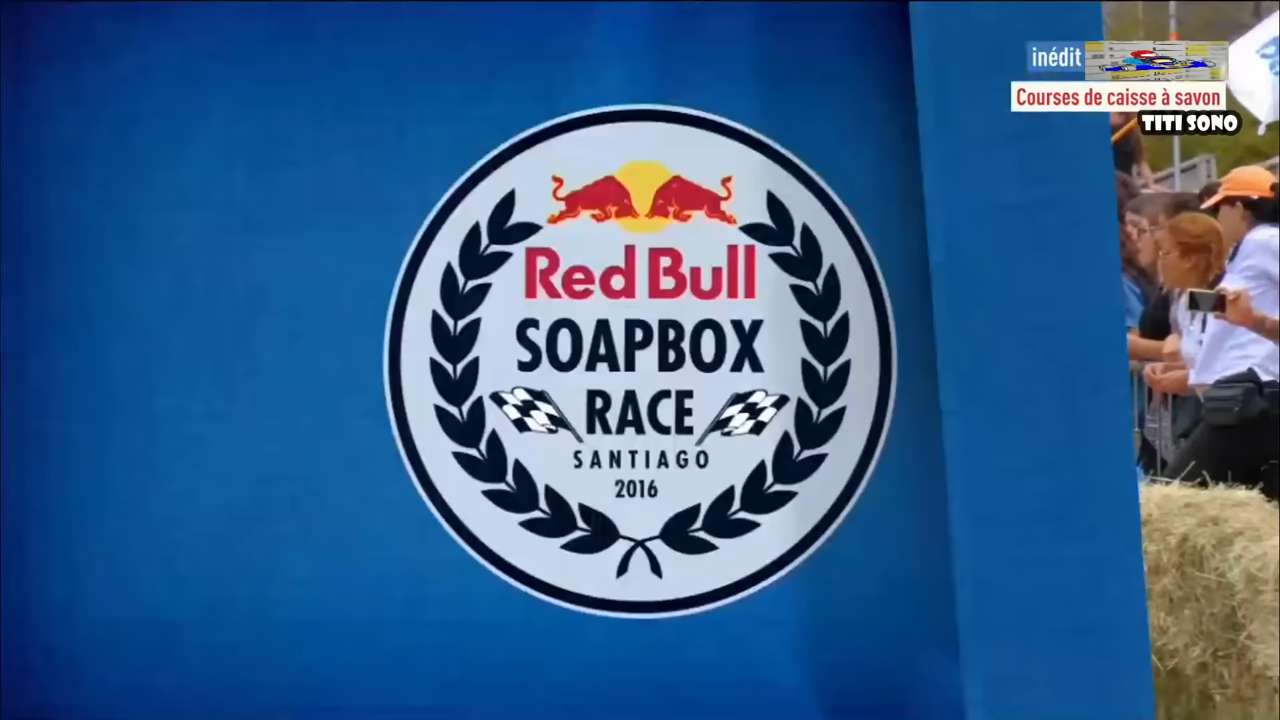 inédit
Courses de caisse à savon
TITI SONO
Red Bull
SOAPBOX
RACE
SANTIAGO
2016